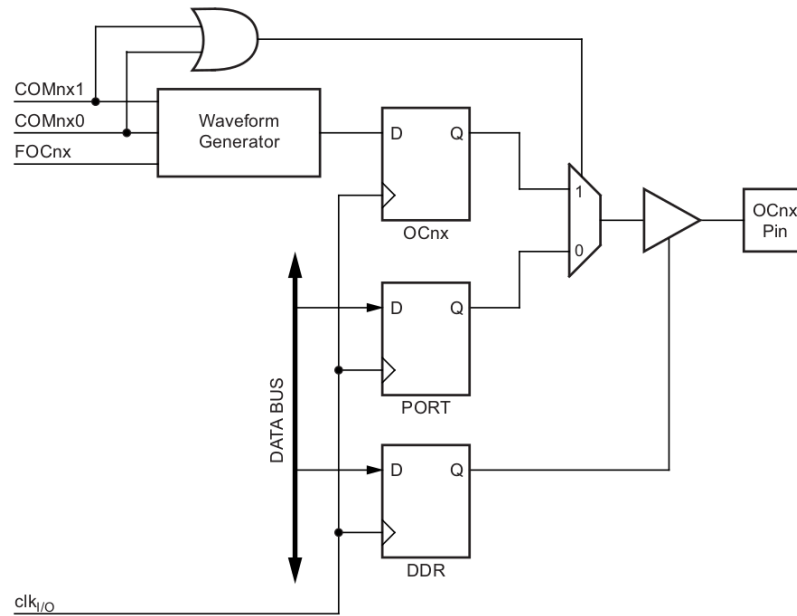 COMnx1
COMnx0
FOCnx
Waveform
Generator
D
Q
OCnx
1
0
OCnx
Pin
D
Q
PORT
DATA BUS
D
Q
DDR
clkI/O